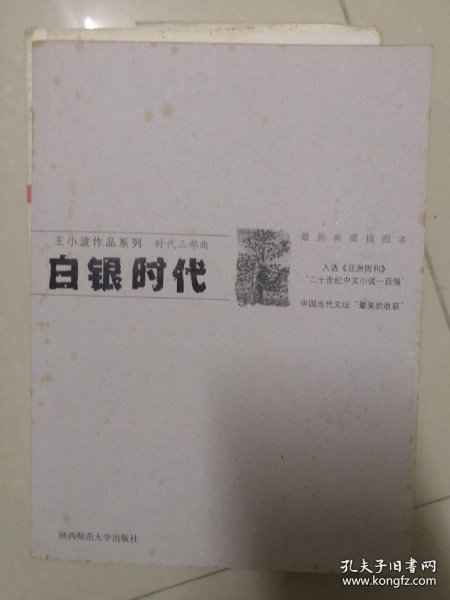 王小波作品系列 时代三部曲
白银时代
最新典藏插图本
入选《亚洲周刊》
"二十世纪中文小说一百强"
中国当代文坛"最美的收获"
陕西师范大学出版社
孔夫子旧书网
www.kongfz.com